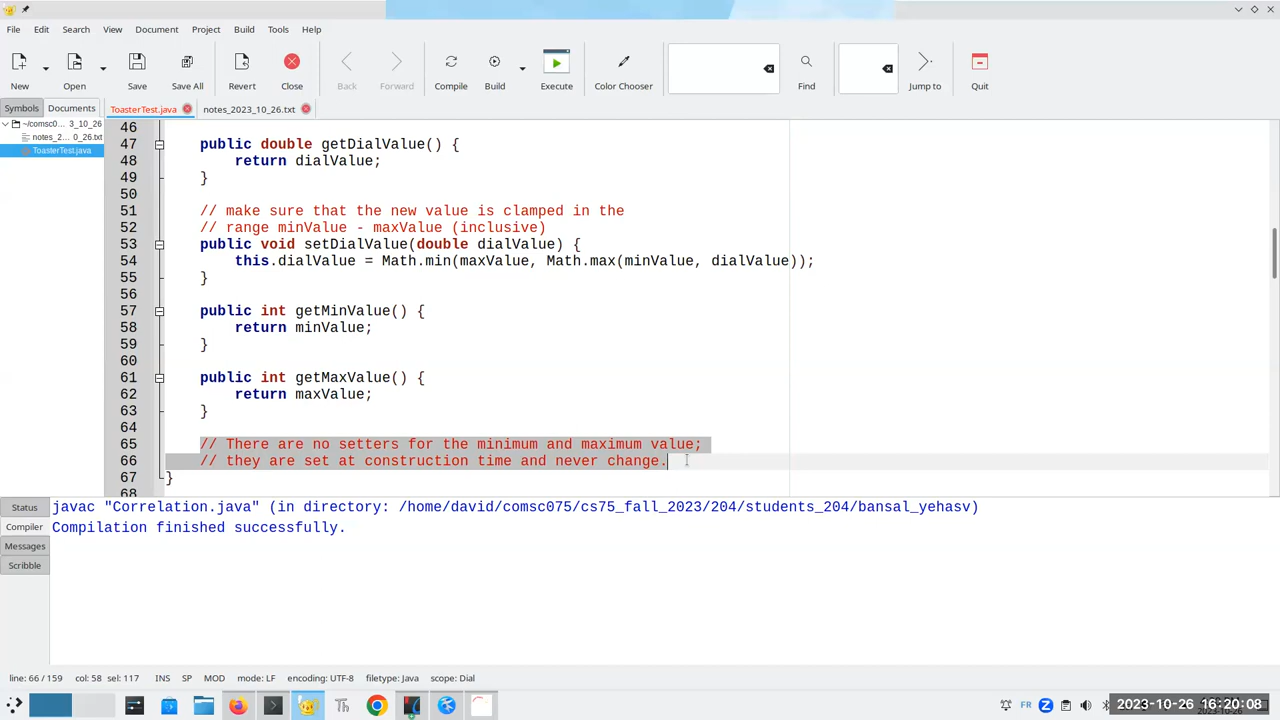 File Edit Search View Document Project Build Tools Help
New Open Save Save All Revert Close Back Forward Compile Build Execute Color Chooser Find Jump to Quit
Symbols Documents ToasterTest.java notes_2023_10_26.txt
~/comsc0… 3_10_26
notes_2… 0_26.txt
ToasterTest.java
46
47 public double getDialValue() {
48 return dialValue;
49 }
50
51 // make sure that the new value is clamped in the
52 // range minValue - maxValue (inclusive)
53 public void setDialValue(double dialValue) {
54 this.dialValue = Math.min(maxValue, Math.max(minValue, dialValue));
55 }
56
57 public int getMinValue() {
58 return minValue;
59 }
60
61 public int getMaxValue() {
62 return maxValue;
63 }
64
65 // There are no setters for the minimum and maximum value;
66 // they are set at construction time and never change.
67 }
68
Status
Compiler
Messages
Scribble
javac "Correlation.java" (in directory: /home/david/comsc075/cs75_fall_2023/204/students_204/bansal_yehasv)
Compilation finished successfully.
line: 66 / 159 col: 58 sel: 117 INS SP MOD mode: LF encoding: UTF-8 filetype: Java scope: Dial
Th FR Z 2023-10-26 16:20:08